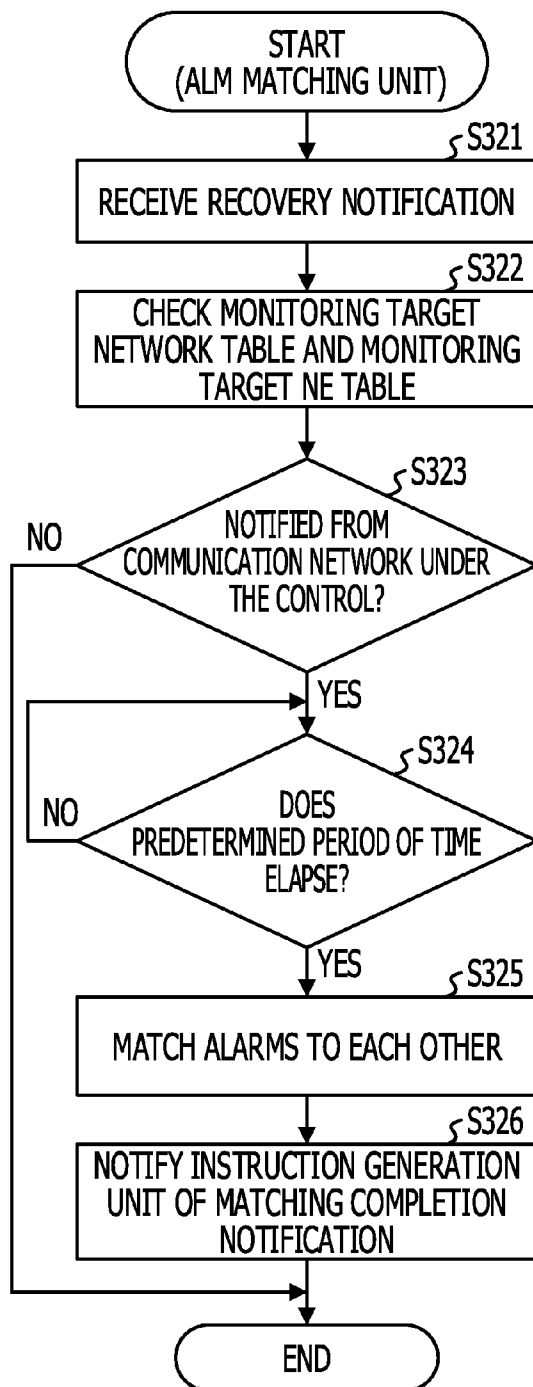 START
(ALM MATCHING UNIT)
S321
RECEIVE RECOVERY NOTIFICATION
S322
CHECK MONITORING TARGET
NETWORK TABLE AND MONITORING
TARGET NE TABLE
S323
NO
NOTIFIED FROM
COMMUNICATION NETWORK UNDER
THE CONTROL?
YES
S324
NO
DOES
PREDETERMINED PERIOD OF TIME
ELAPSE?
YES
S325
MATCH ALARMS TO EACH OTHER
S326
NOTIFY INSTRUCTION GENERATION
UNIT OF MATCHING COMPLETION
NOTIFICATION
END